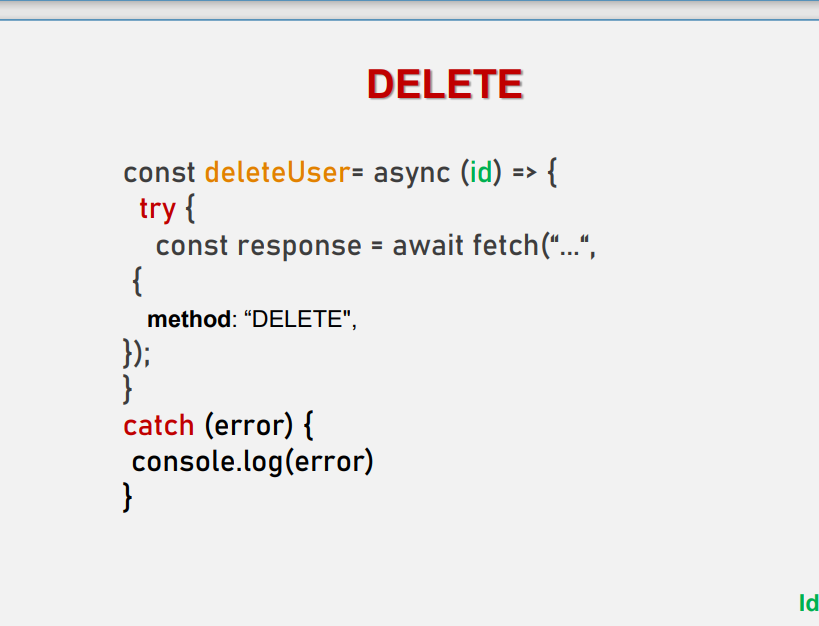 DELETE
const deleteUser= async (id) => {
try {
const response = await fetch(“...“,
{
method: “DELETE",
});
}
catch (error) {
console.log(error)
}
Id